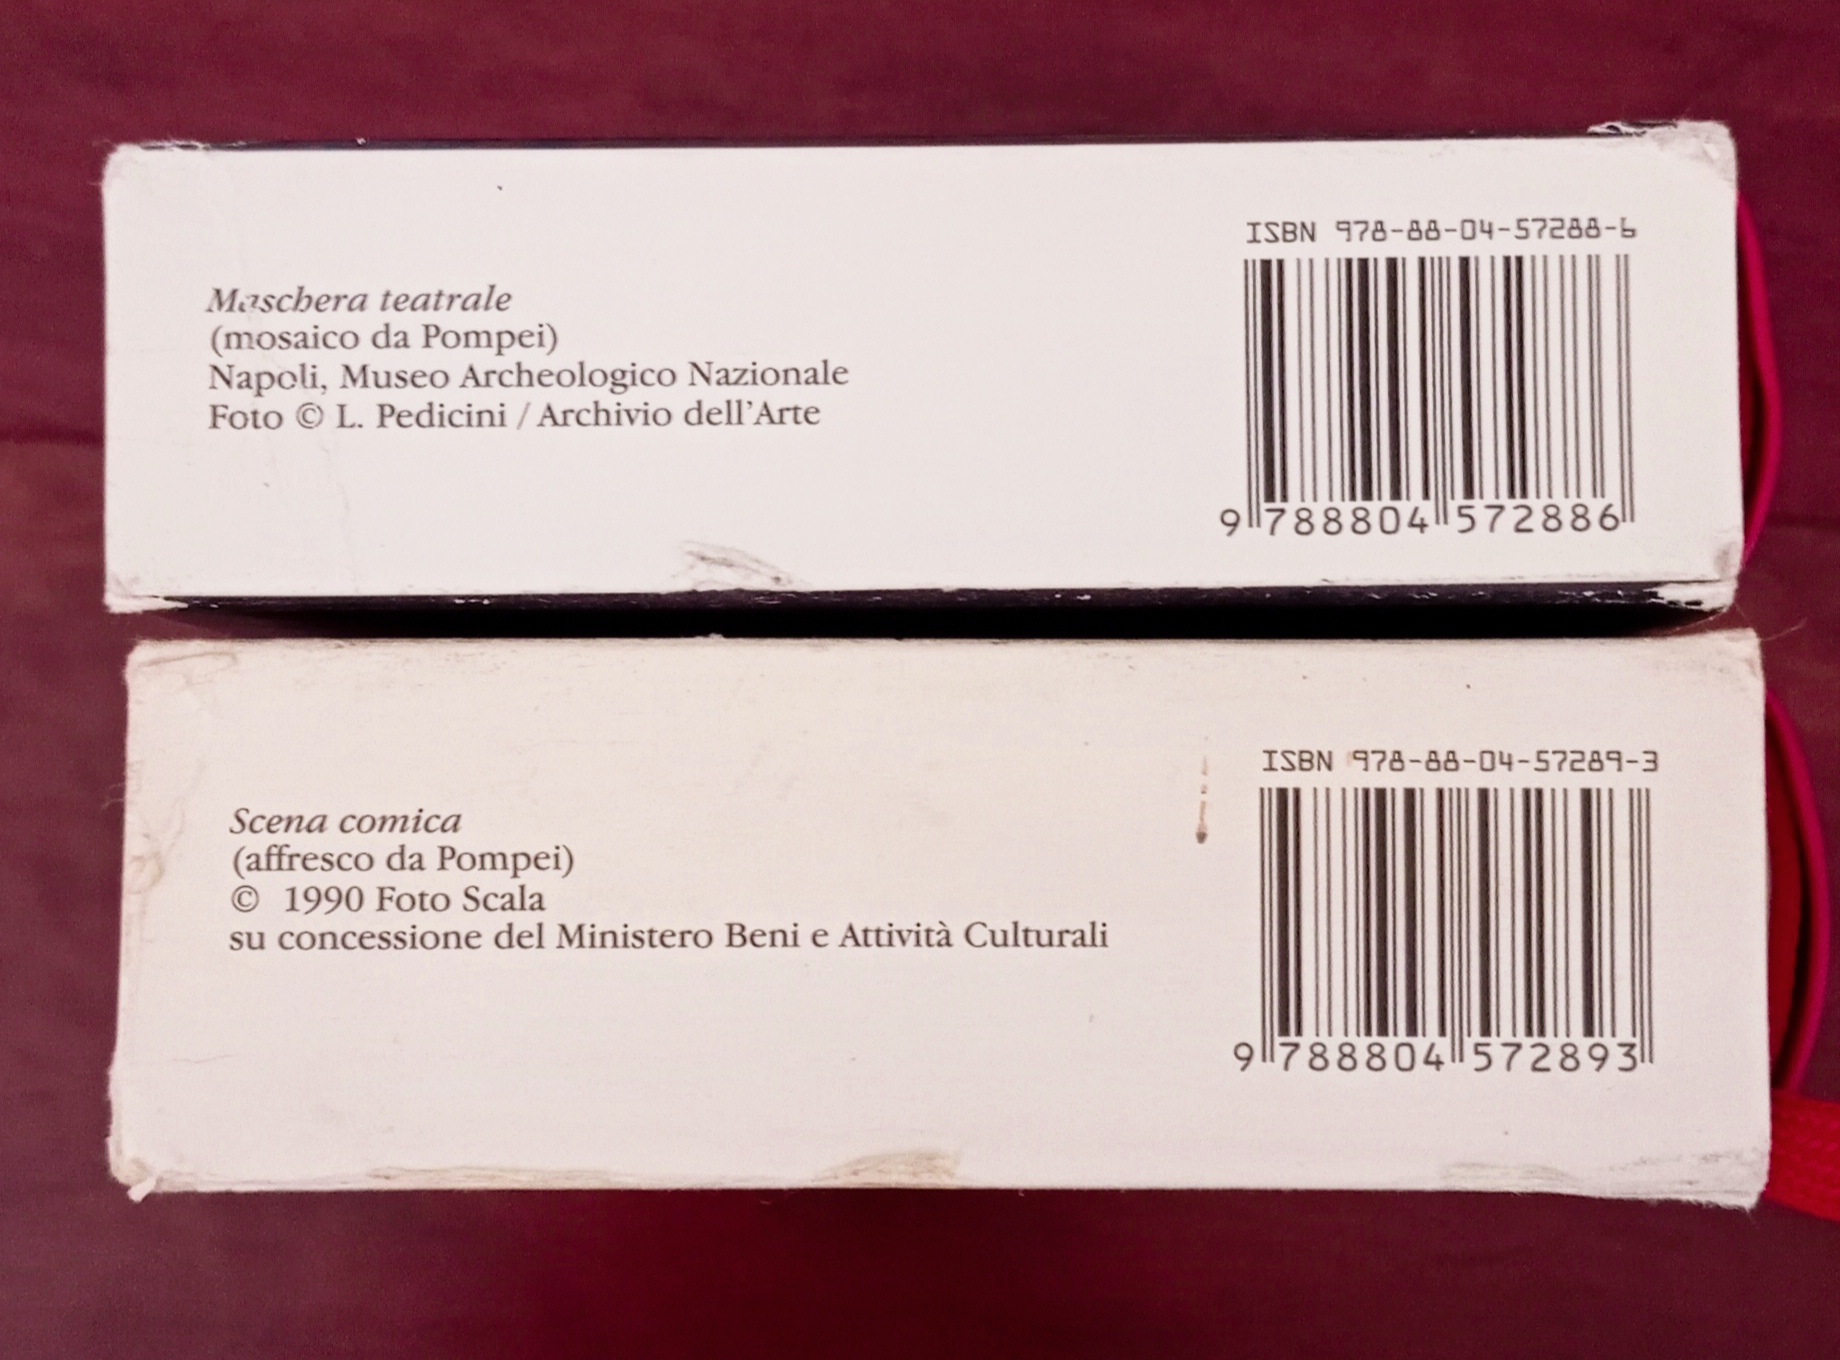 ISBN 978-88-04-57288-6
Maschera teatrale
(mosaico da Pompei)
Napoli, Museo Archeologico Nazionale
Foto © L. Pedicini / Archivio dell'Arte
9 788804 572886
ISBN 978-88-04-57289-3
Scena comica
(affresco da Pompei)
© 1990 Foto Scala
su concessione del Ministero Beni e Attività Culturali
9 788804 572893